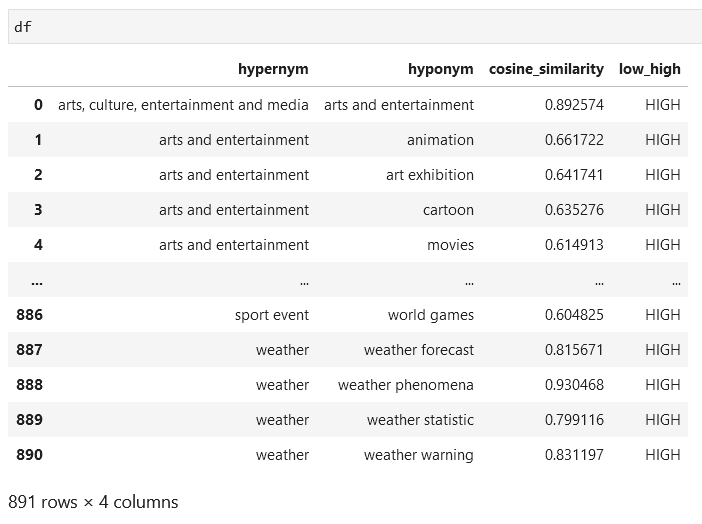 df
hypernym hyponym cosine_similarity low_high
0 arts, culture, entertainment and media arts and entertainment 0.892574 HIGH
1 arts and entertainment animation 0.661722 HIGH
2 arts and entertainment art exhibition 0.641741 HIGH
3 arts and entertainment cartoon 0.635276 HIGH
4 arts and entertainment movies 0.614913 HIGH
... ... ... ... ...
886 sport event world games 0.604825 HIGH
887 weather weather forecast 0.815671 HIGH
888 weather weather phenomena 0.930468 HIGH
889 weather weather statistic 0.799116 HIGH
890 weather weather warning 0.831197 HIGH
891 rows × 4 columns